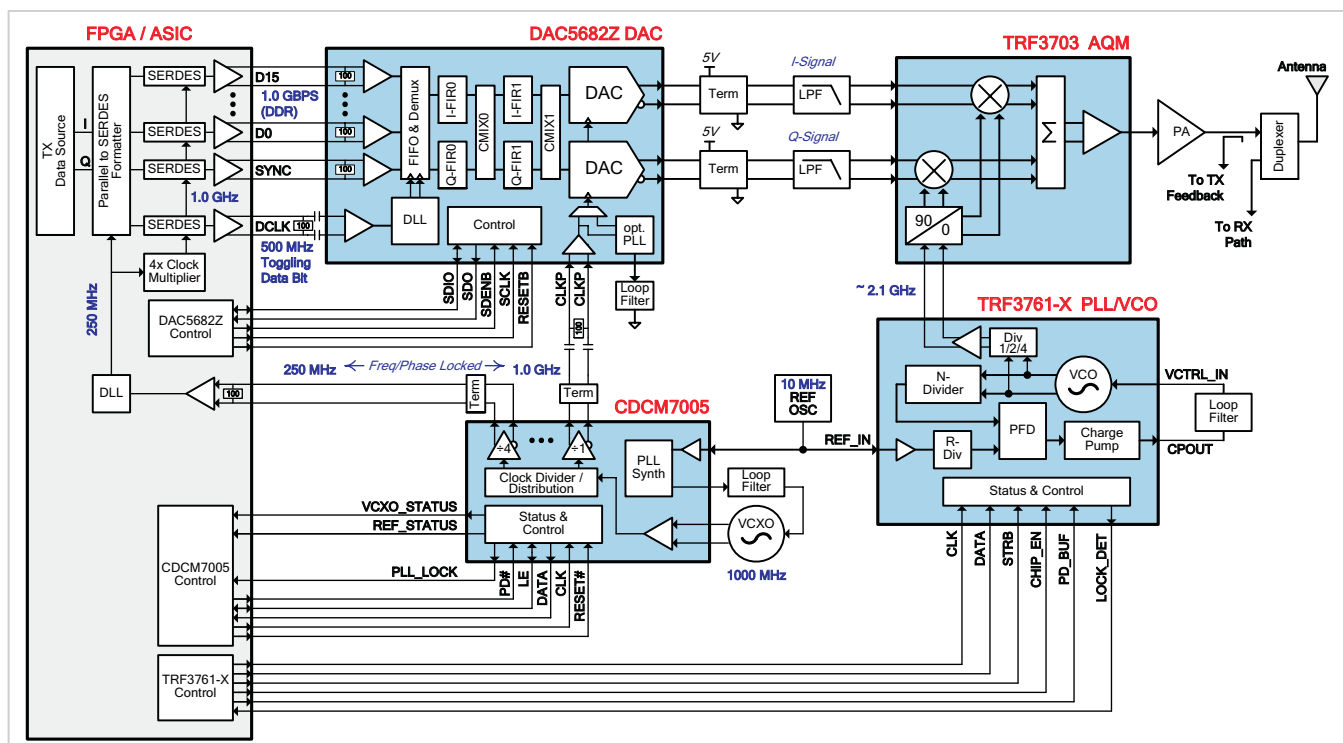 FPGA / ASIC
TX
Data Source
I
Q
Parallel to SERDES
Formatter
SERDES
SERDES
SERDES
SERDES
4x Clock
Multiplier
250 MHz
1.0 GHz
DLL
DAC5682Z
Control
CDCM7005
Control
TRF3761-X
Control
D15
1.0 GBPS
(DDR)
D0
SYNC
DCLK
500 MHz
Toggling
Data Bit
100
100
100
100
DAC5682Z DAC
FIFO & Demux
I-FIR0
Q-FIR0
CMIX0
I-FIR1
Q-FIR1
CMIX1
DAC
DAC
DLL
Control
opt.
PLL
Loop
Filter
SDIO
SDO
SDENB
SCLK
RESETB
CLKP
CLKP
100
5V
Term
I-Signal
LPF
5V
Term
Q-Signal
LPF
TRF3703 AQM
Σ
90
0
PA
Antenna
Duplexer
To TX
Feedback
To RX
Path
~ 2.1 GHz
250 MHz
Freq/Phase Locked
1.0 GHz
100
Term
Term
CDCM7005
÷4
÷1
Clock Divider /
Distribution
PLL
Synth
Loop
Filter
Status &
Control
VCXO
1000 MHz
VCXO_STATUS
REF_STATUS
PLL_LOCK
PD#
LE
DATA
CLK
RESET#
10 MHz
REF
OSC
REF_IN
TRF3761-X PLL/VCO
Div
1/2/4
N-
Divider
VCO
R-
Div
PFD
Charge
Pump
Status & Control
VCTRL_IN
Loop
Filter
CPOUT
CLK
DATA
STRB
CHIP_EN
PD_BUF
LOCK_DET